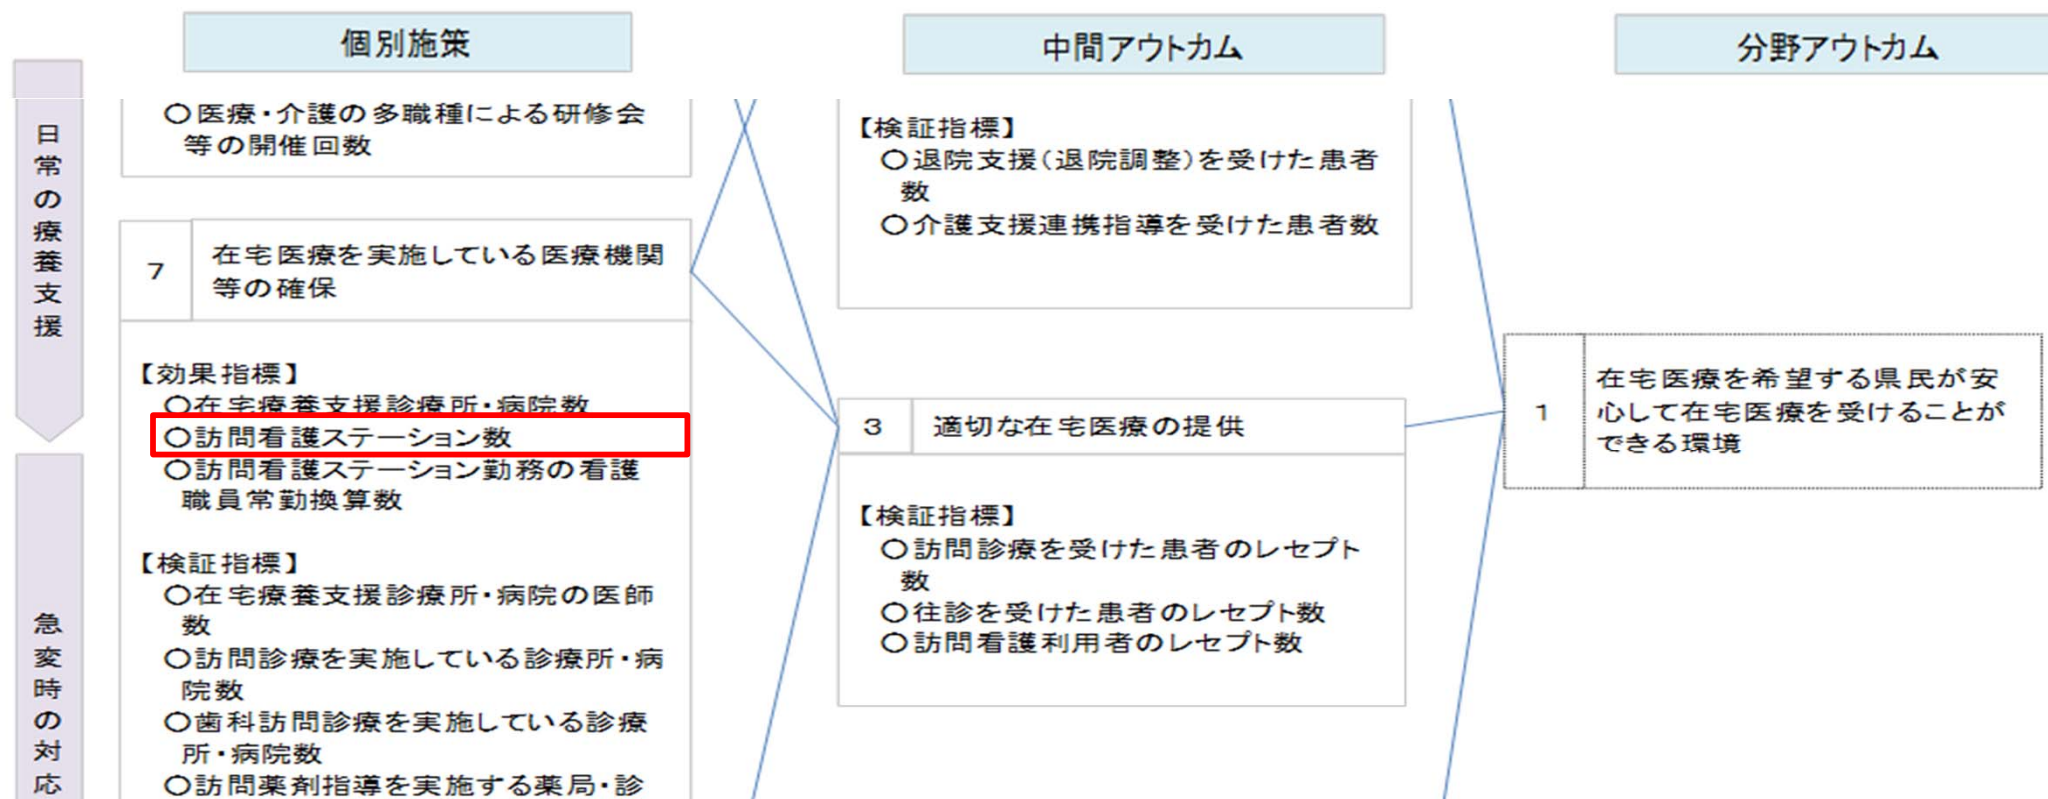 個別施策
中間アウトカム
分野アウトカム
日常の療養支援
急変時の対応
○医療・介護の多職種による研修会
等の開催回数
7
在宅医療を実施している医療機関
等の確保
【効果指標】
○在宅療養支援診療所・病院数
○訪問看護ステーション数
○訪問看護ステーション勤務の看護
職員常勤換算数
【検証指標】
○在宅療養支援診療所・病院の医師
数
○訪問診療を実施している診療所・病
院数
○歯科訪問診療を実施している診療
所・病院数
○訪問薬剤指導を実施する薬局・診
【検証指標】
○退院支援(退院調整)を受けた患者
数
○介護支援連携指導を受けた患者数
3
適切な在宅医療の提供
【検証指標】
○訪問診療を受けた患者のレセプト
数
○往診を受けた患者のレセプト数
○訪問看護利用者のレセプト数
1
在宅医療を希望する県民が安
心して在宅医療を受けることが
できる環境